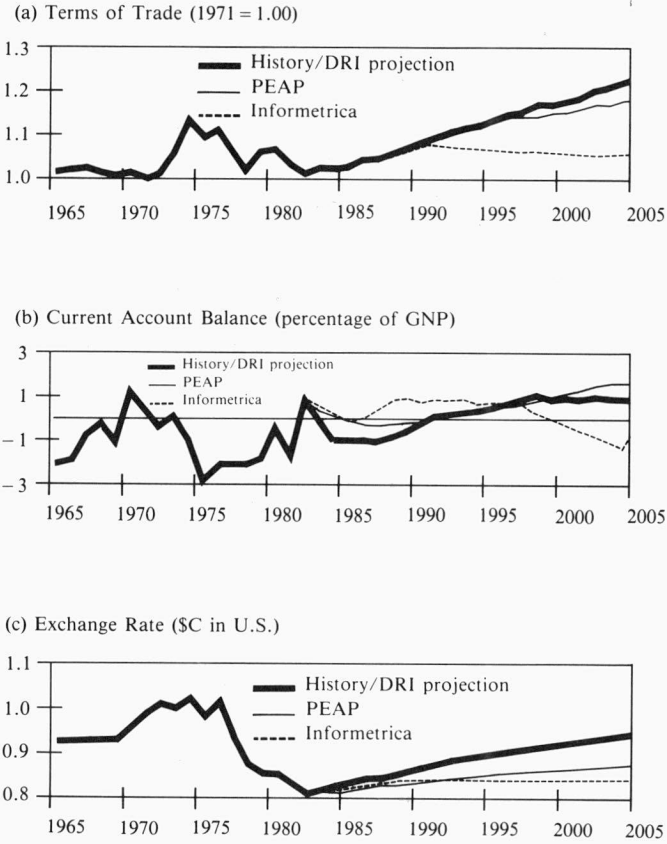 (a) Terms of Trade (1971 = 1.00)
1.3
1.2
1.1
1.0
History/DRI projection
PEAP
Informetrica
1965 1970 1975 1980 1985 1990 1995 2000 2005
(b) Current Account Balance (percentage of GNP)
3
1
–1
–3
History/DRI projection
PEAP
Informetrica
1965 1970 1975 1980 1985 1990 1995 2000 2005
(c) Exchange Rate ($C in U.S.)
1.1
1.0
0.9
0.8
History/DRI projection
PEAP
Informetrica
1965 1970 1975 1980 1985 1990 1995 2000 2005